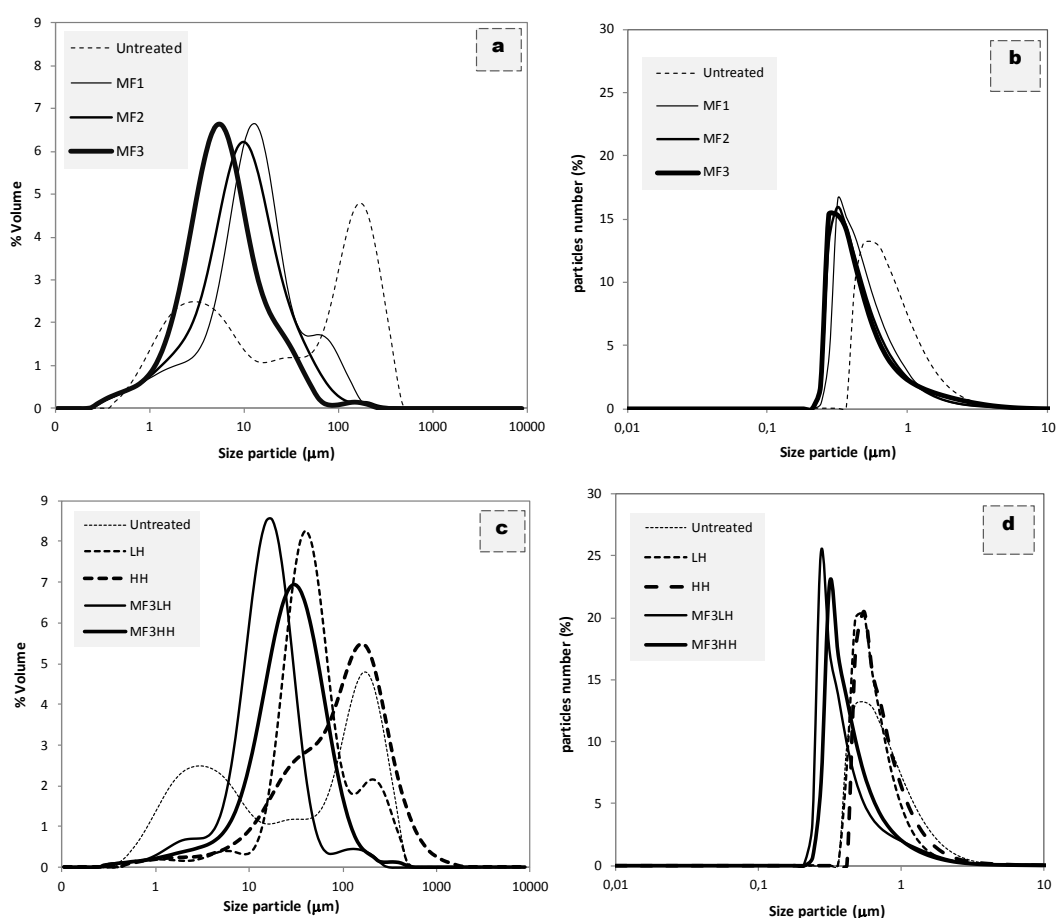 a
Untreated
MF1
MF2
MF3
9
8
7
6
5
4
3
2
1
0
% Volume
0 1 10 100 1000 10000
Size particle (µm)
b
Untreated
MF1
MF2
MF3
30
25
20
15
10
5
0
particles number (%)
0,01 0,1 1 10
Size particle (µm)
c
Untreated
LH
HH
MF3LH
MF3HH
9
8
7
6
5
4
3
2
1
0
% Volume
0 1 10 100 1000 10000
Size particle (µm)
d
Untreated
LH
HH
MF3LH
MF3HH
30
25
20
15
10
5
0
particles number (%)
0,01 0,1 1 10
Size particle (µm)